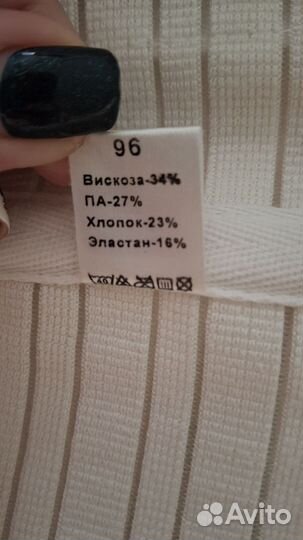 96
Вискоза-34%
ПА-27%
Хлопок-23%
Эластан-16%
Avito